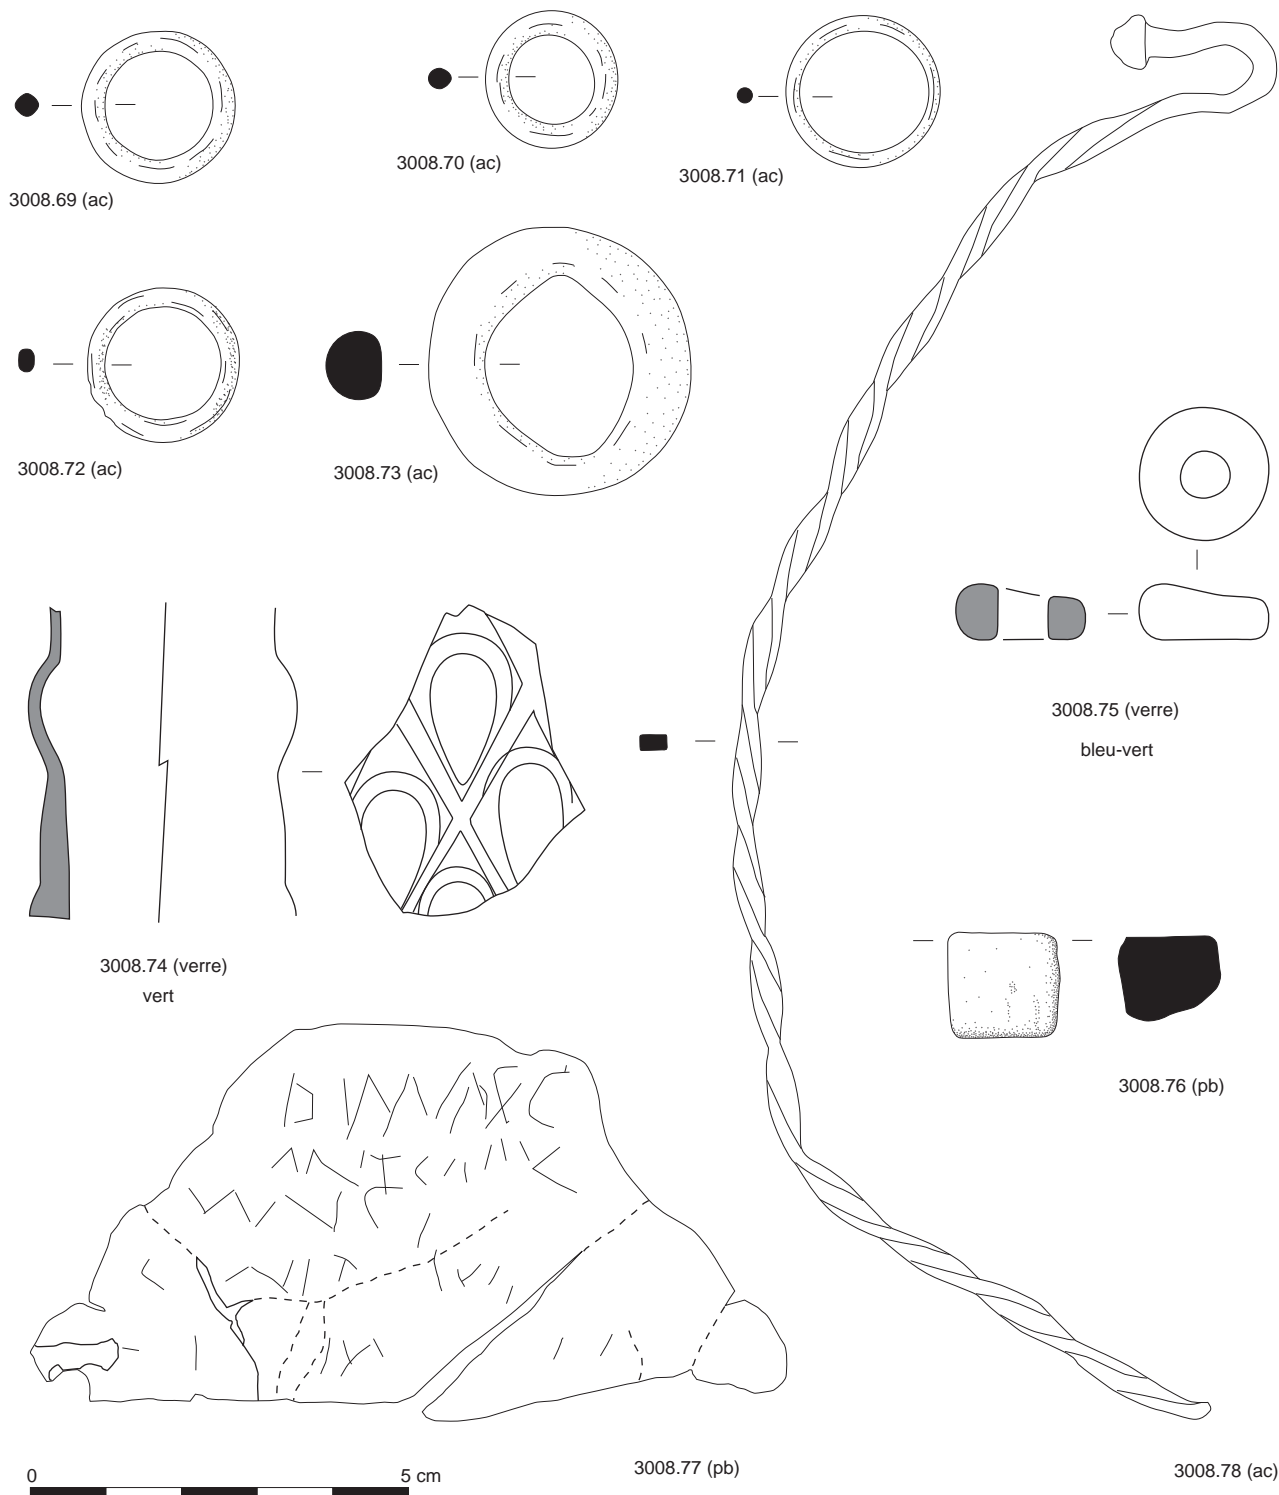 3008.69 (ac)
3008.70 (ac)
3008.71 (ac)
3008.72 (ac)
3008.73 (ac)
3008.74 (verre)
vert
3008.75 (verre)
bleu-vert
3008.76 (pb)
3008.77 (pb)
3008.78 (ac)
0 5 cm